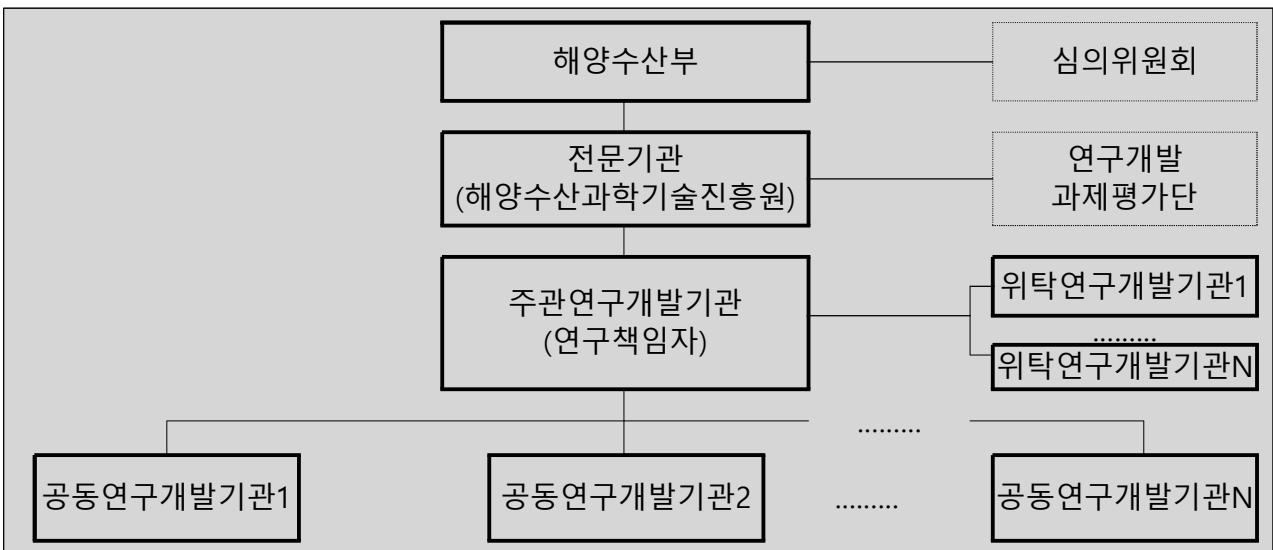 해양수산부
심의위원회
전문기관
(해양수산과학기술진흥원)
연구개발
과제평가단
주관연구개발기관
(연구책임자)
위탁연구개발기관1
.........
위탁연구개발기관N
.........
공동연구개발기관1
공동연구개발기관2
.........
공동연구개발기관N